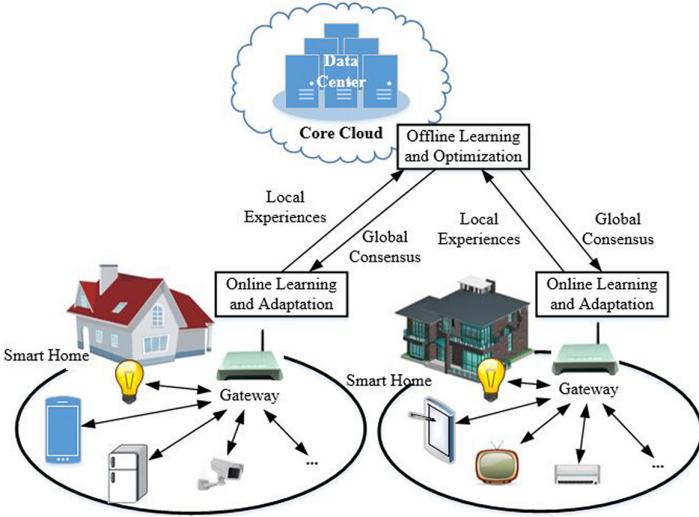 Data
Center
Core Cloud
Offline Learning
and Optimization
Local
Experiences
Global
Consensus
Local
Experiences
Global
Consensus
Online Learning
and Adaptation
Online Learning
and Adaptation
Smart Home
Gateway
...
Smart Home
Gateway
...